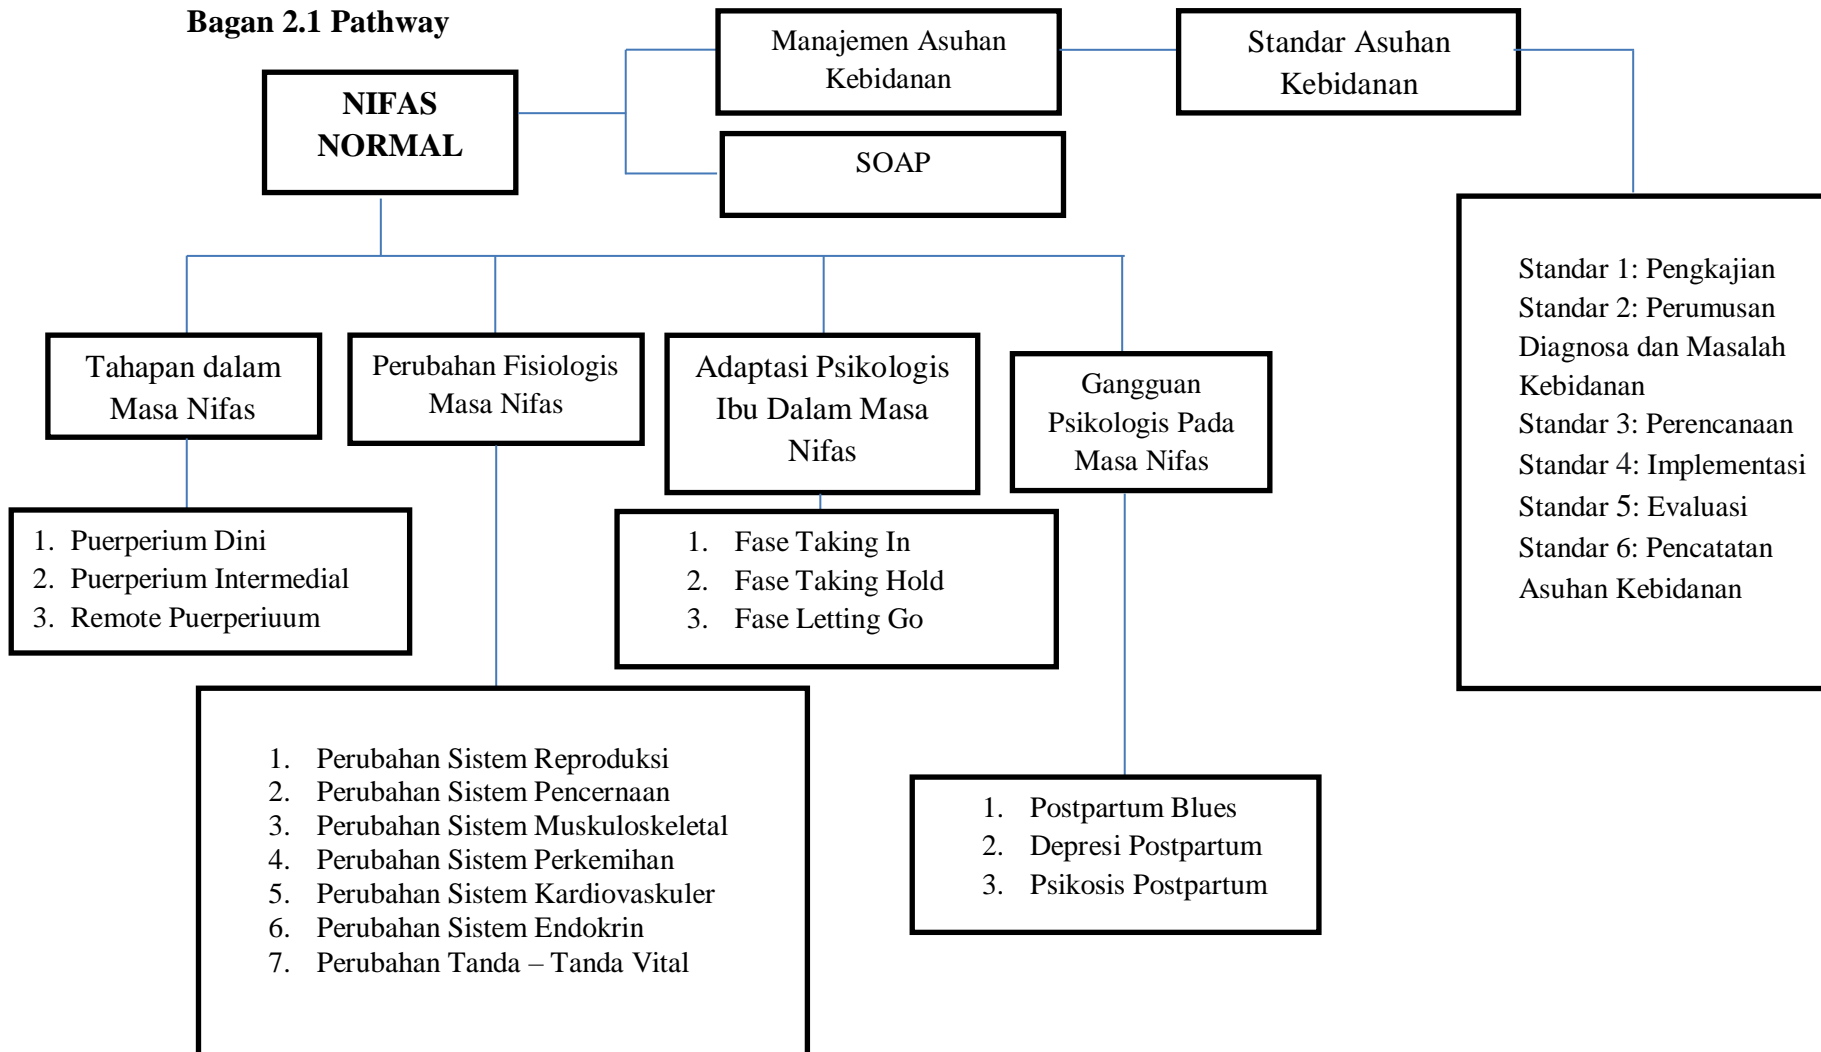 Bagan 2.1 Pathway
NIFAS
NORMAL
Manajemen Asuhan
Kebidanan
Standar Asuhan
Kebidanan
SOAP
Standar 1: Pengkajian
Standar 2: Perumusan
Diagnosa dan Masalah
Kebidanan
Standar 3: Perencanaan
Standar 4: Implementasi
Standar 5: Evaluasi
Standar 6: Pencatatan
Asuhan Kebidanan
Tahapan dalam
Masa Nifas
Perubahan Fisiologis
Masa Nifas
Adaptasi Psikologis
Ibu Dalam Masa
Nifas
Gangguan
Psikologis Pada
Masa Nifas
1. Puerperium Dini
2. Puerperium Intermedial
3. Remote Puerperiuum
1. Fase Taking In
2. Fase Taking Hold
3. Fase Letting Go
1. Perubahan Sistem Reproduksi
2. Perubahan Sistem Pencernaan
3. Perubahan Sistem Muskuloskeletal
4. Perubahan Sistem Perkemihan
5. Perubahan Sistem Kardiovaskuler
6. Perubahan Sistem Endokrin
7. Perubahan Tanda – Tanda Vital
1. Postpartum Blues
2. Depresi Postpartum
3. Psikosis Postpartum